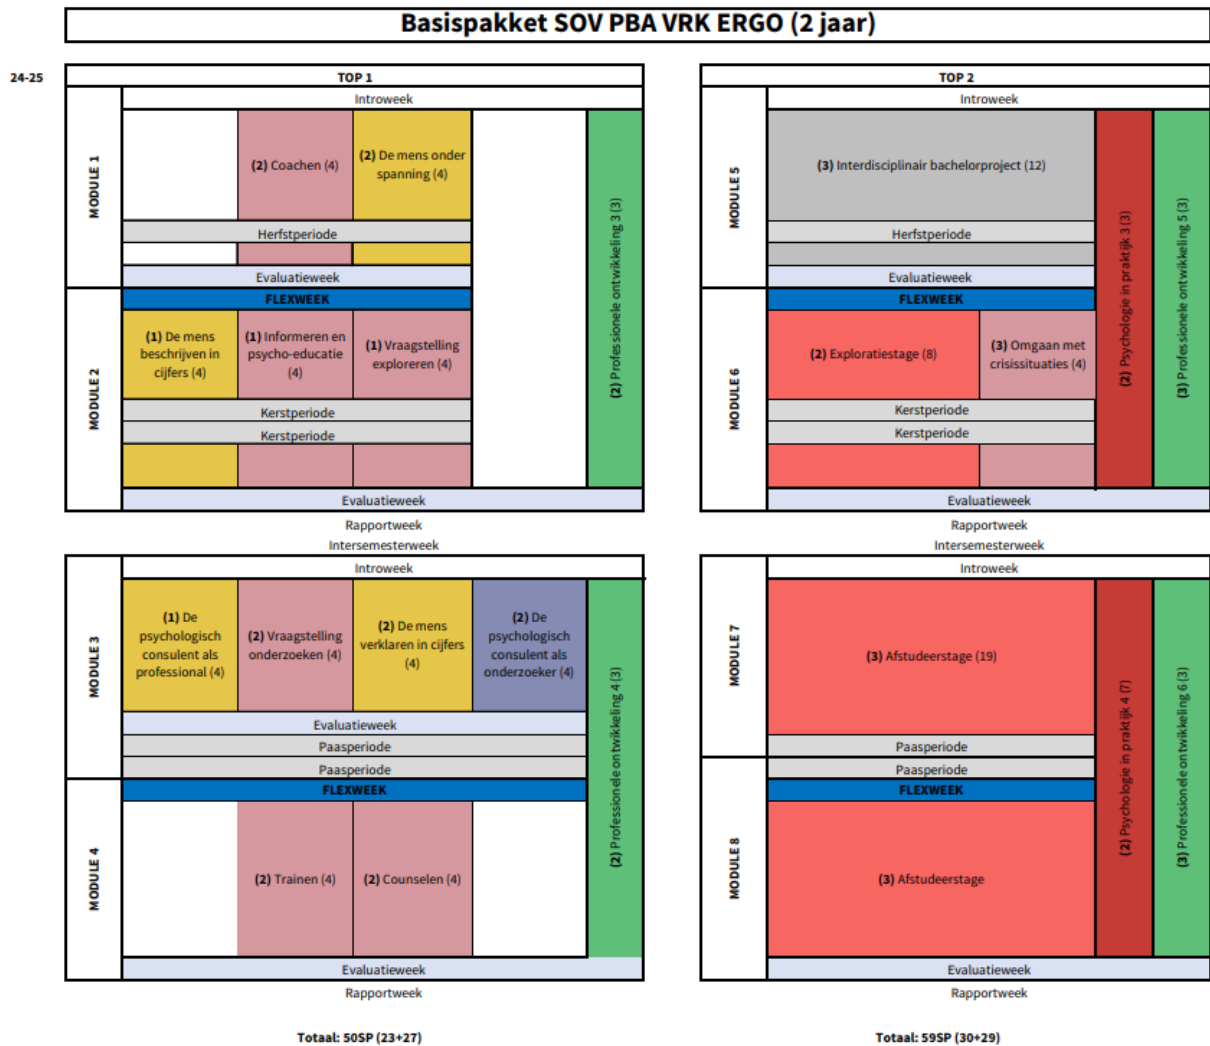 Basispakket SOV PBA VRK ERGO (2 jaar)
24-25
TOP 1
Introweek
MODULE 1
(2) Coachen (4)
(2) De mens onder
spanning (4)
Herfstperiode
Evaluatieweek
FLEXWEEK
MODULE 2
(1) De mens
beschrijven in
cijfers (4)
(1) Informeren en
psycho-educatie
(4)
(1) Vraagstelling
exploreren (4)
Kerstperiode
Kerstperiode
(2) Professionele ontwikkeling 3 (3)
Evaluatieweek
Rapportweek
Intersemesterweek
Introweek
MODULE 3
(1) De
psychologisch
consulent als
professional (4)
(2) Vraagstelling
onderzoeken (4)
(2) De mens
verklaren in cijfers
(4)
(2) De
psychologisch
consulent als
onderzoeker (4)
Evaluatieweek
Paasperiode
Paasperiode
FLEXWEEK
MODULE 4
(2) Trainen (4)
(2) Counselen (4)
(2) Professionele ontwikkeling 4 (3)
Evaluatieweek
Rapportweek
Totaal: 50SP (23+27)
TOP 2
Introweek
MODULE 5
(3) Interdisciplinair bachelorproject (12)
Herfstperiode
Evaluatieweek
FLEXWEEK
MODULE 6
(2) Exploratiestage (8)
(3) Omgaan met
crisissituaties (4)
Kerstperiode
Kerstperiode
(2) Psychologie in praktijk 3 (3)
(3) Professionele ontwikkeling 5 (3)
Evaluatieweek
Rapportweek
Intersemesterweek
Introweek
MODULE 7
(3) Afstudeerstage (19)
Paasperiode
Paasperiode
FLEXWEEK
MODULE 8
(3) Afstudeerstage
(2) Psychologie in praktijk 4 (7)
(3) Professionele ontwikkeling 6 (3)
Evaluatieweek
Rapportweek
Totaal: 59SP (30+29)